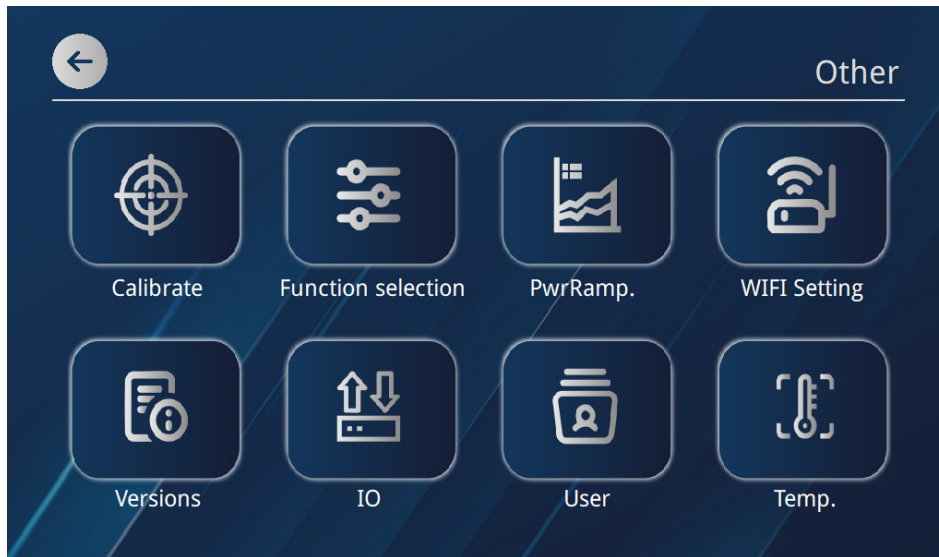 Other
Calibrate
Function selection
PwrRamp.
WIFI Setting
Versions
IO
User
Temp.